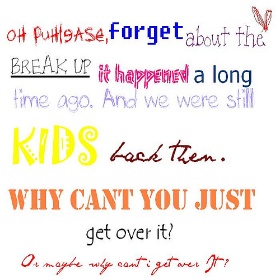 OH PUHlEASE, forget about the
BREAK UP it happened a long
time ago. And we were still
KIDS back then.
WHY CANT YOU JUST
get over it?
Or maybe why cant i get over It?